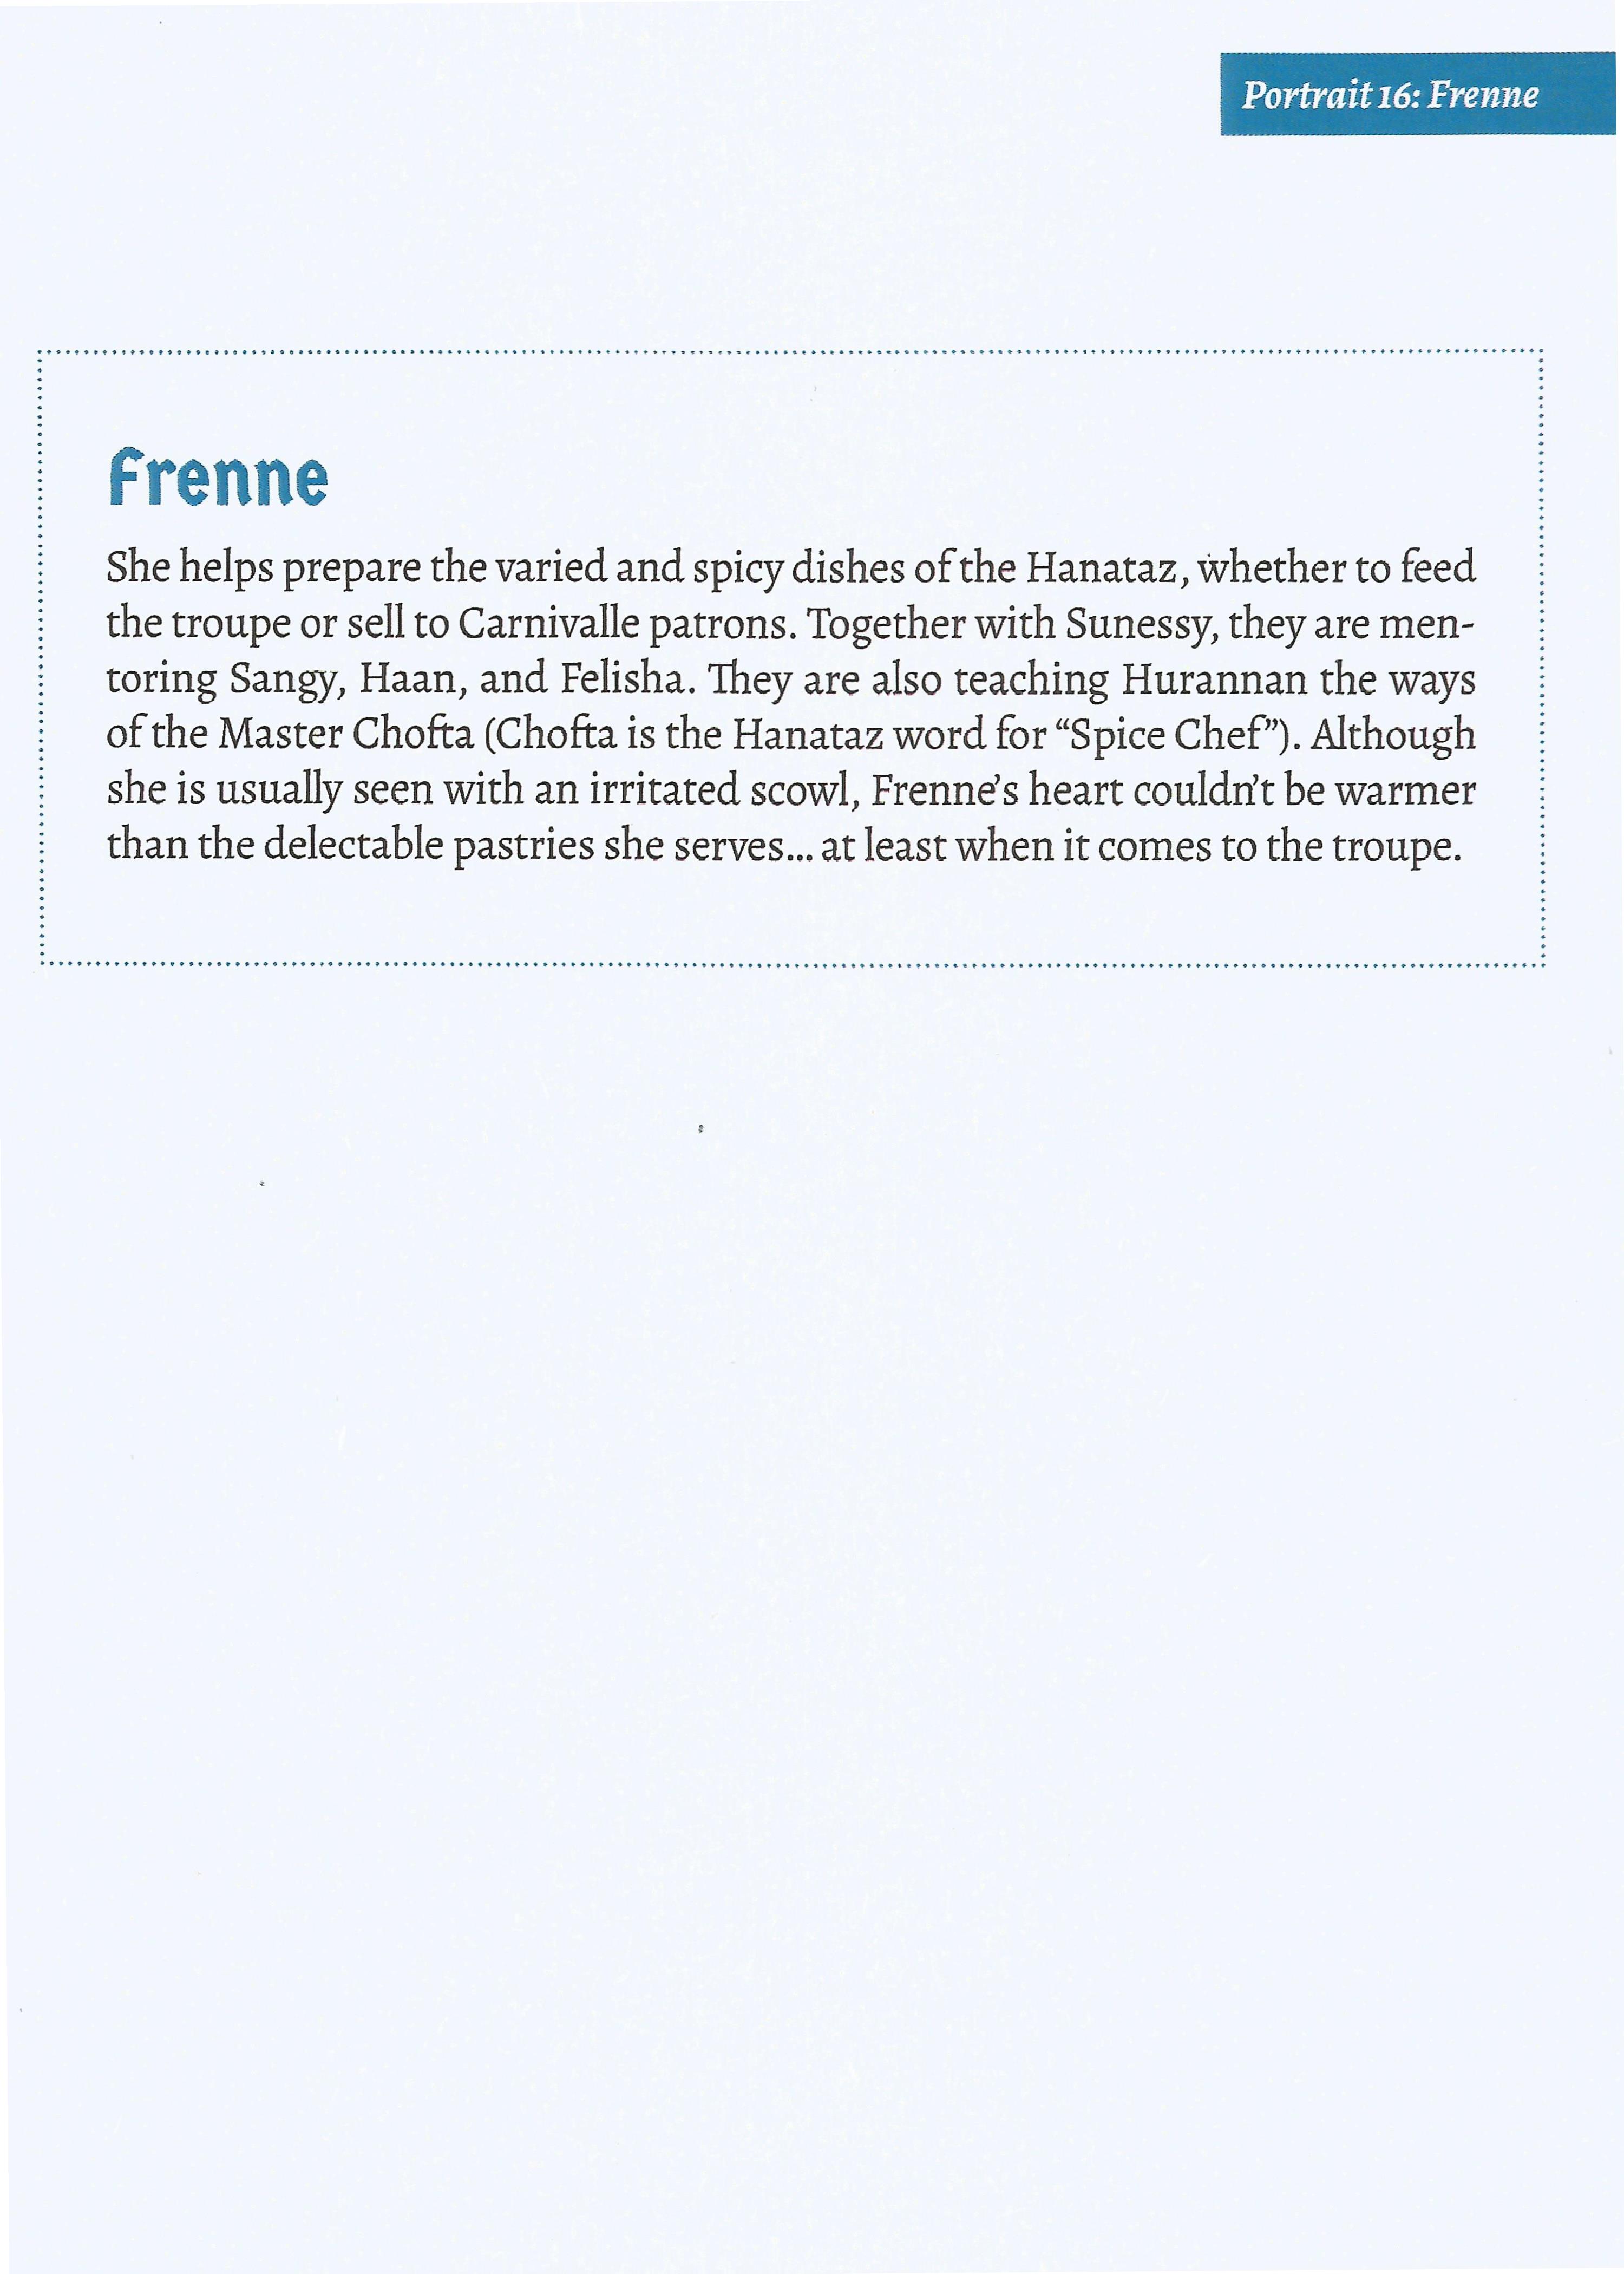 Portrait 16: Frenne
Frenne
She helps prepare the varied and spicy dishes of the Hanataz, whether to feed
the troupe or sell to Carnivalle patrons. Together with Sunessy, they are men-
toring Sangy, Haan, and Felisha. They are also teaching Hurannan the ways
of the Master Chofta (Chofta is the Hanataz word for “Spice Chef”). Although
she is usually seen with an irritated scowl, Frenne’s heart couldn’t be warmer
than the delectable pastries she serves... at least when it comes to the troupe.